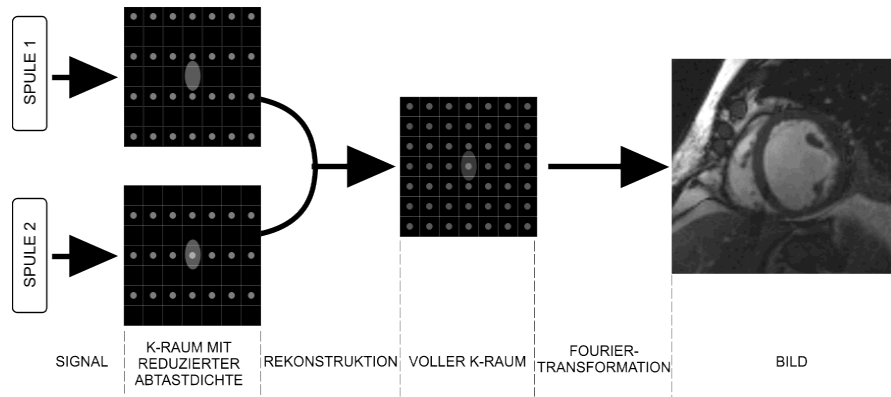 SPULE 1
SPULE 2
SIGNAL
K-RAUM MIT
REDUZIERTER
ABTASTDICHTE
REKONSTRUKTION
VOLLER K-RAUM
FOURIER-
TRANSFORMATION
BILD